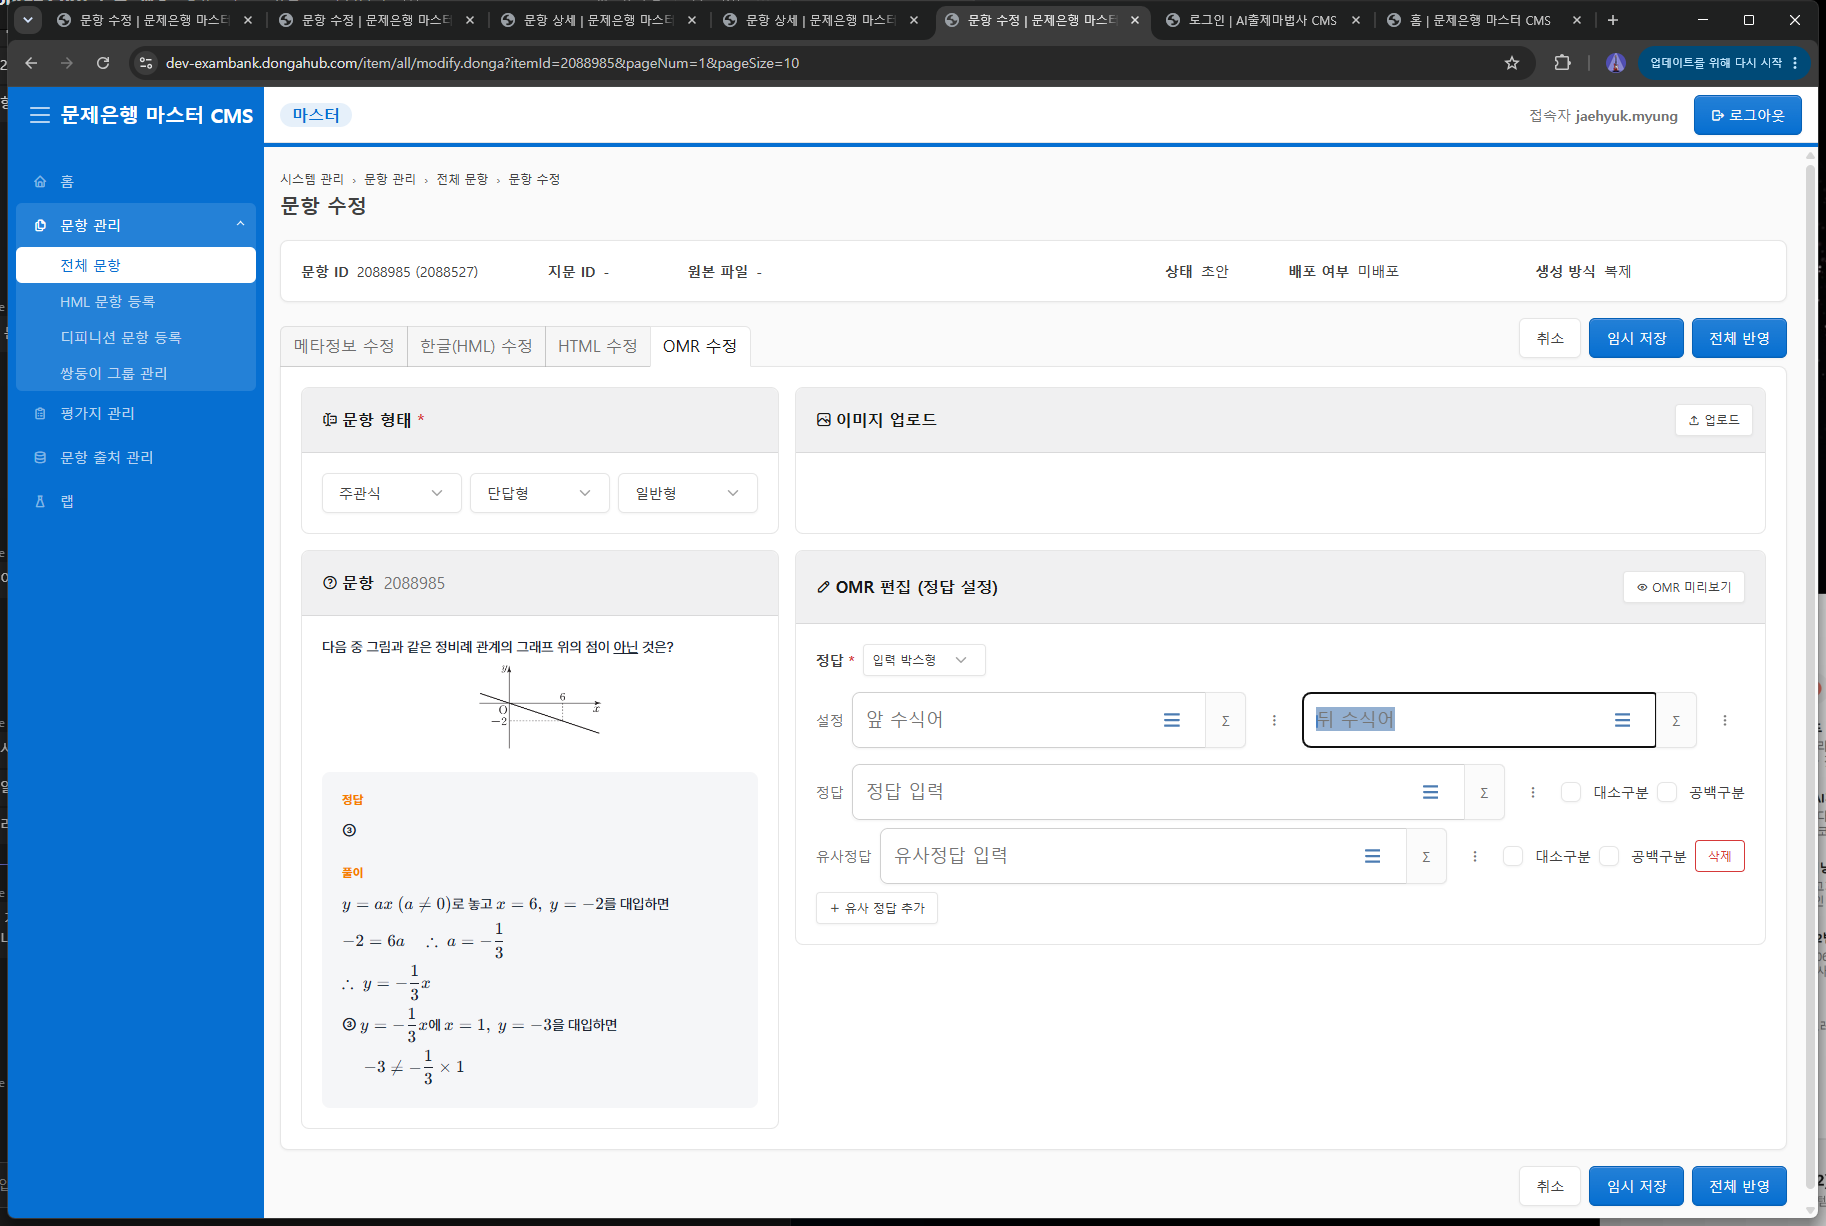 문항 수정 | 문제은행 마스터
문항 수정 | 문제은행 마스터
문항 상세 | 문제은행 마스터
문항 상세 | 문제은행 마스터
문항 수정 | 문제은행 마스터
로그인 | AI출제마법사 CMS
홈 | 문제은행 마스터 CMS
dev-exambank.dongahub.com/item/all/modify.donga?itemId=2088985&pageNum=1&pageSize=10
업데이트를 위해 다시 시작
문제은행 마스터 CMS
마스터
접속자 jaehyuk.myung
로그아웃
홈
문항 관리
전체 문항
HML 문항 등록
디피니션 문항 등록
쌍둥이 그룹 관리
평가지 관리
문항 출처 관리
랩
시스템 관리 › 문항 관리 › 전체 문항 › 문항 수정
문항 수정
문항 ID 2088985 (2088527)
지문 ID -
원본 파일 -
상태 초안
배포 여부 미배포
생성 방식 복제
메타정보 수정
한글(HML) 수정
HTML 수정
OMR 수정
취소
임시 저장
전체 반영
문항 형태 *
주관식
단답형
일반형
이미지 업로드
업로드
문항 2088985
다음 중 그림과 같은 정비례 관계의 그래프 위의 점이 아닌 것은?
y
6
O
x
−2
정답
③
풀이
y = ax (a ≠ 0)로 놓고 x = 6, y = −2를 대입하면
−2 = 6a ∴ a = −1/3
∴ y = −1/3x
③ y = −1/3x에 x = 1, y = −3을 대입하면
−3 ≠ −1/3 × 1
OMR 편집 (정답 설정)
OMR 미리보기
정답 * 입력 박스형
설정 앞 수식어 Σ 뒤 수식어 Σ
정답 정답 입력 Σ 대소구분 공백구분
유사정답 유사정답 입력 Σ 대소구분 공백구분 삭제
+ 유사 정답 추가
취소
임시 저장
전체 반영